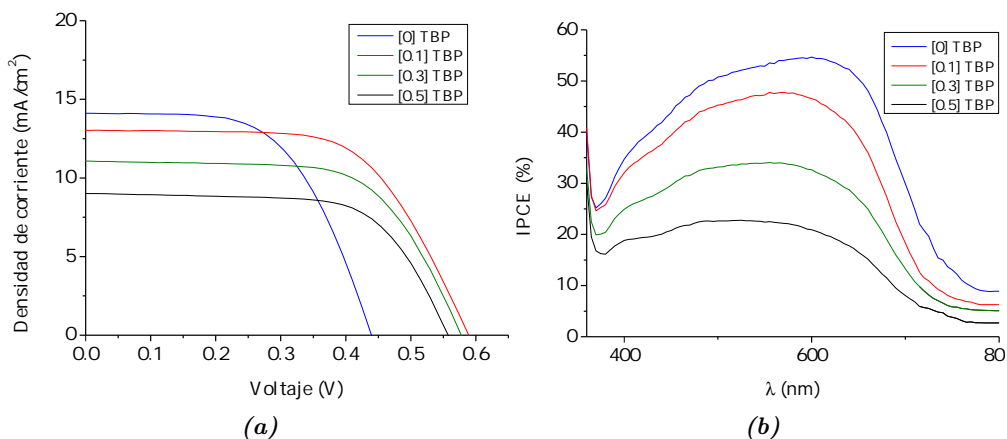 20
15
10
5
0
Densidad de corriente (mA/cm²)
0.0 0.1 0.2 0.3 0.4 0.5 0.6
Voltaje (V)
[0] TBP
[0.1] TBP
[0.3] TBP
[0.5] TBP
(a)
60
50
40
30
20
10
0
IPCE (%)
400 600 80
λ (nm)
[0] TBP
[0.1] TBP
[0.3] TBP
[0.5] TBP
(b)